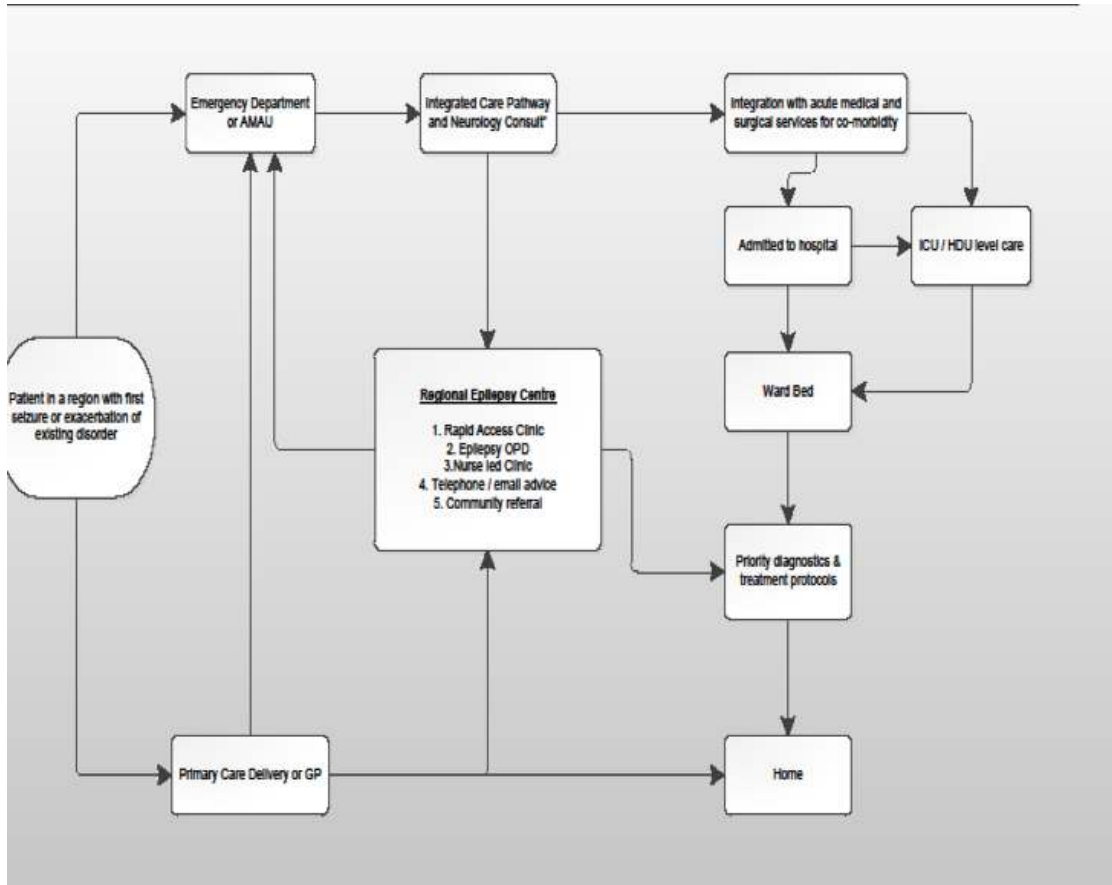 Emergency Department
or AMAU
Integrated Care Pathway
and Neurology Consult"
Integration with acute medical and
surgical services for co-morbidity
Admitted to hospital
ICU / HDU level care
Patient in a region with first
seizure or exacerbation of
existing disorder
Regional Epilepsy Centre
1. Rapid Access Clinic
2. Epilepsy OPD
3.Nurse led Clinic
4. Telephone / email advice
5. Community referral
Ward Bed
Priority diagnostics &
treatment protocols
Primary Care Delivery or GP
Home